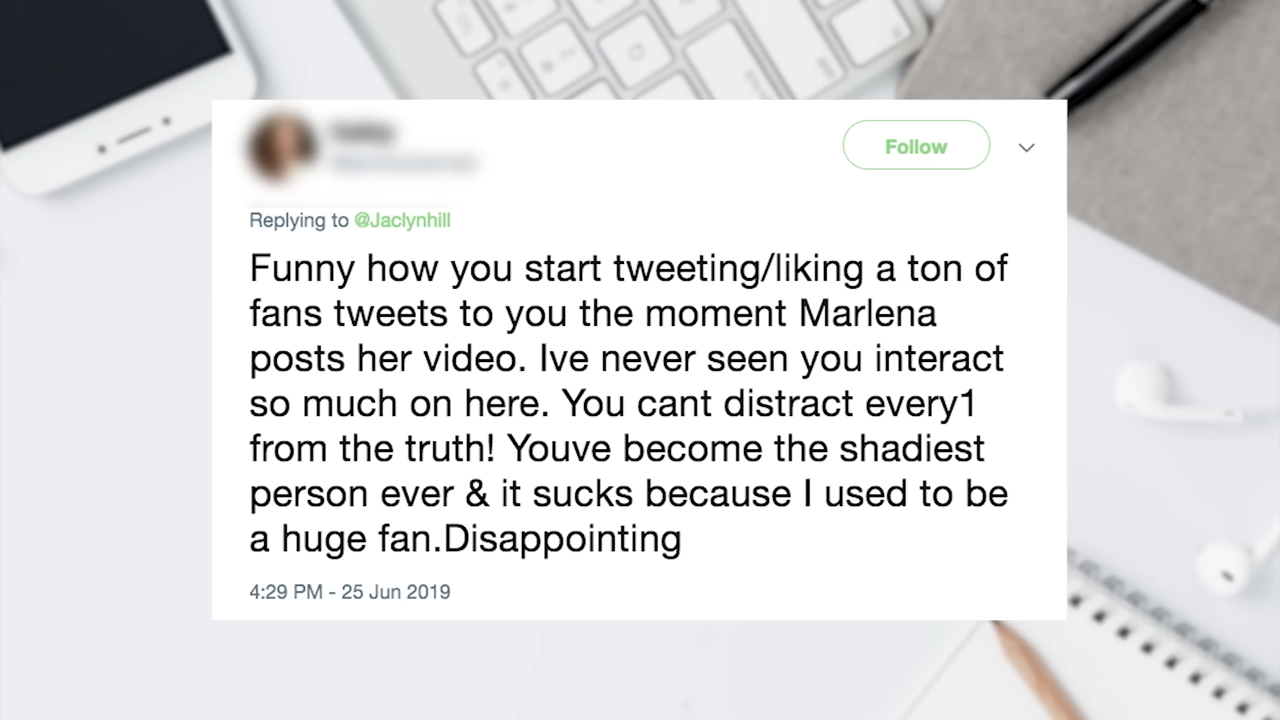 Follow
Replying to @Jaclynhill
Funny how you start tweeting/liking a ton of
fans tweets to you the moment Marlena
posts her video. Ive never seen you interact
so much on here. You cant distract every1
from the truth! Youve become the shadiest
person ever & it sucks because I used to be
a huge fan.Disappointing
4:29 PM - 25 Jun 2019